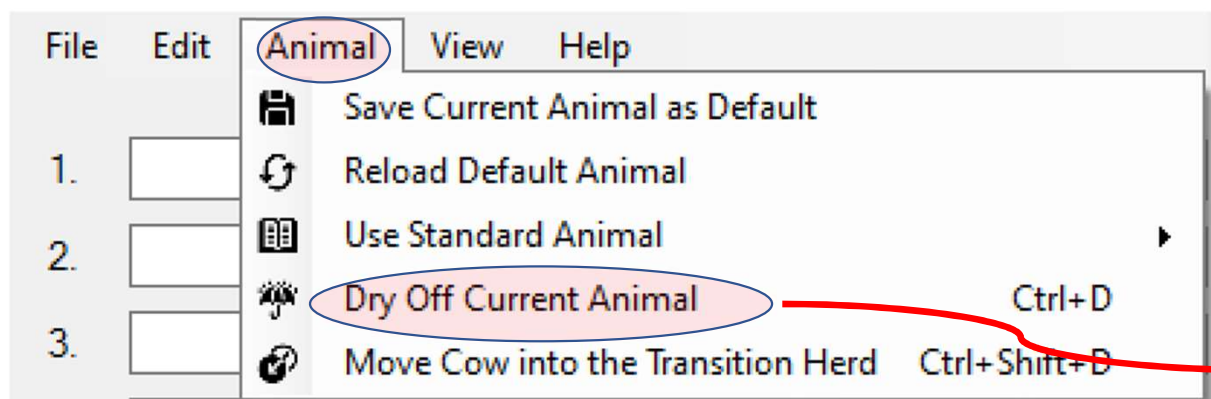 File Edit Animal View Help
Save Current Animal as Default
1. Reload Default Animal
2. Use Standard Animal
Dry Off Current Animal Ctrl+D
3. Move Cow into the Transition Herd Ctrl+Shift+D